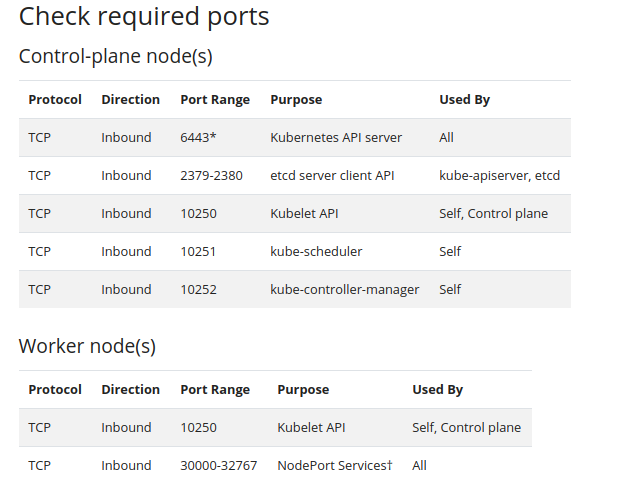 Check required ports
Control-plane node(s)
Protocol Direction Port Range Purpose Used By
TCP Inbound 6443* Kubernetes API server All
TCP Inbound 2379-2380 etcd server client API kube-apiserver, etcd
TCP Inbound 10250 Kubelet API Self, Control plane
TCP Inbound 10251 kube-scheduler Self
TCP Inbound 10252 kube-controller-manager Self
Worker node(s)
Protocol Direction Port Range Purpose Used By
TCP Inbound 10250 Kubelet API Self, Control plane
TCP Inbound 30000-32767 NodePort Services† All